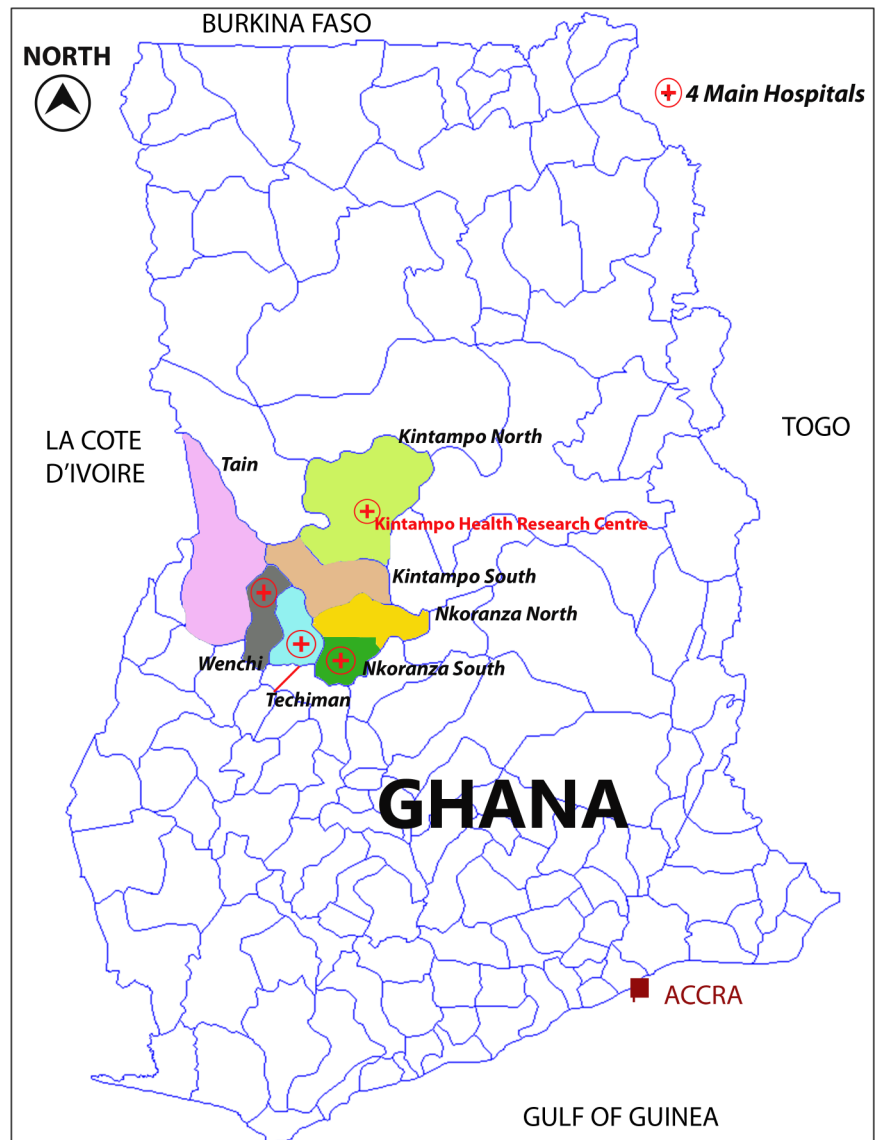 BURKINA FASO
NORTH
4 Main Hospitals
LA COTE
D'IVOIRE
TOGO
Kintampo North
Tain
Kintampo Health Research Centre
Kintampo South
Nkoranza North
Wenchi
Nkoranza South
Techiman
GHANA
ACCRA
GULF OF GUINEA